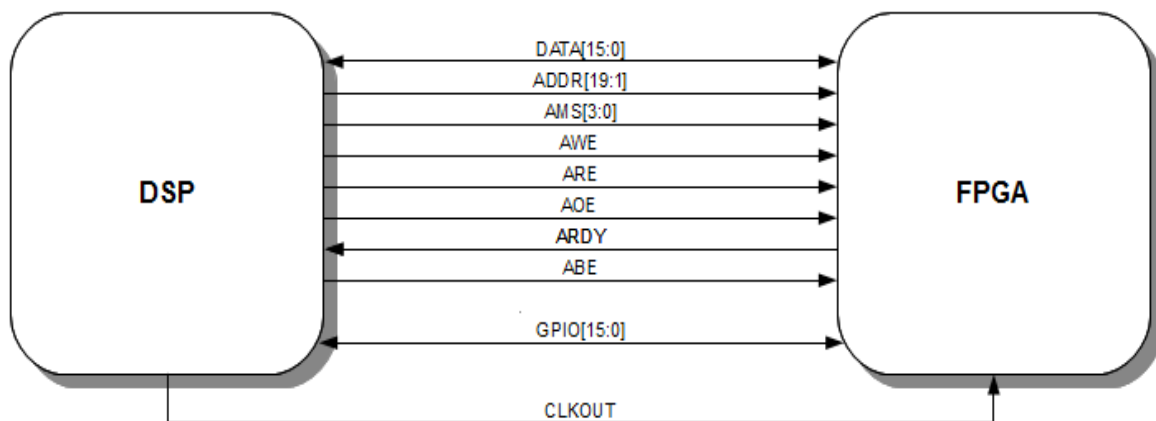 DATA[15:0]
ADDR[19:1]
AMS[3:0]
AWE
DSP
ARE
FPGA
AOE
ARDY
ABE
GPIO[15:0]
CLKOUT